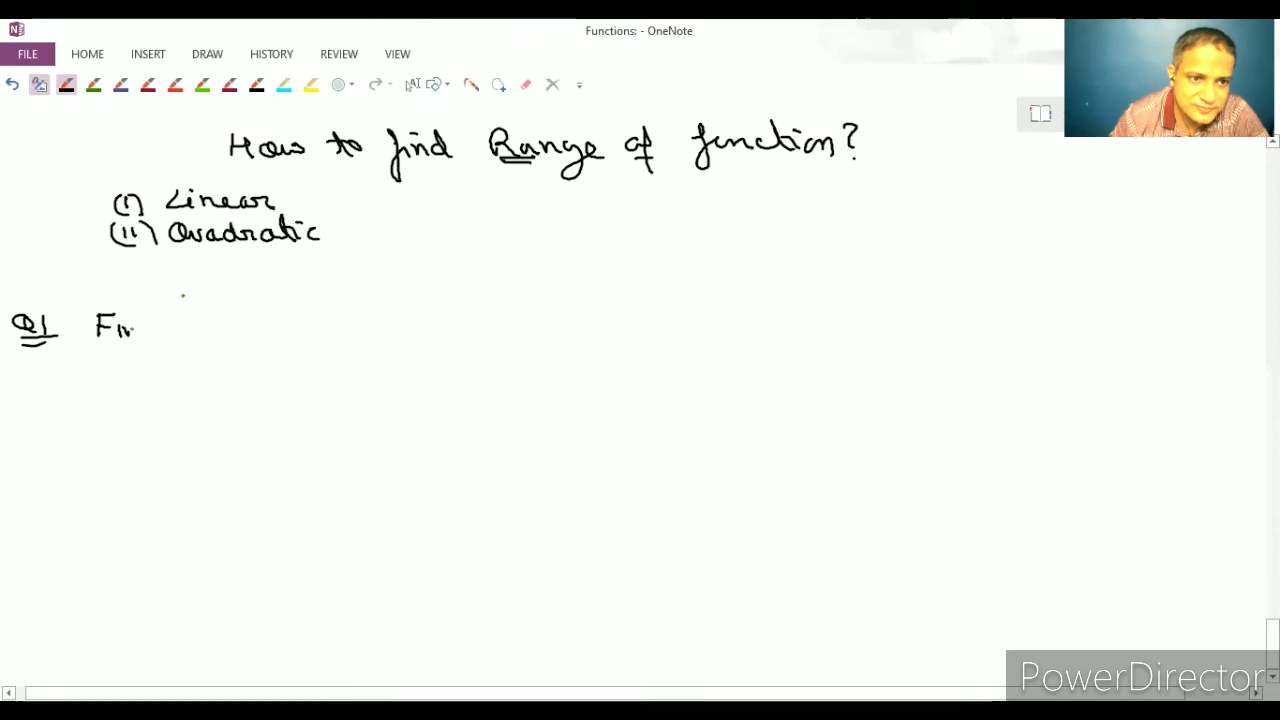 Functions: - OneNote
FILE HOME INSERT DRAW HISTORY REVIEW VIEW
How to find Range of function?
(i) Linear
(ii) Quadratic
Q1 Fin
PowerDirector